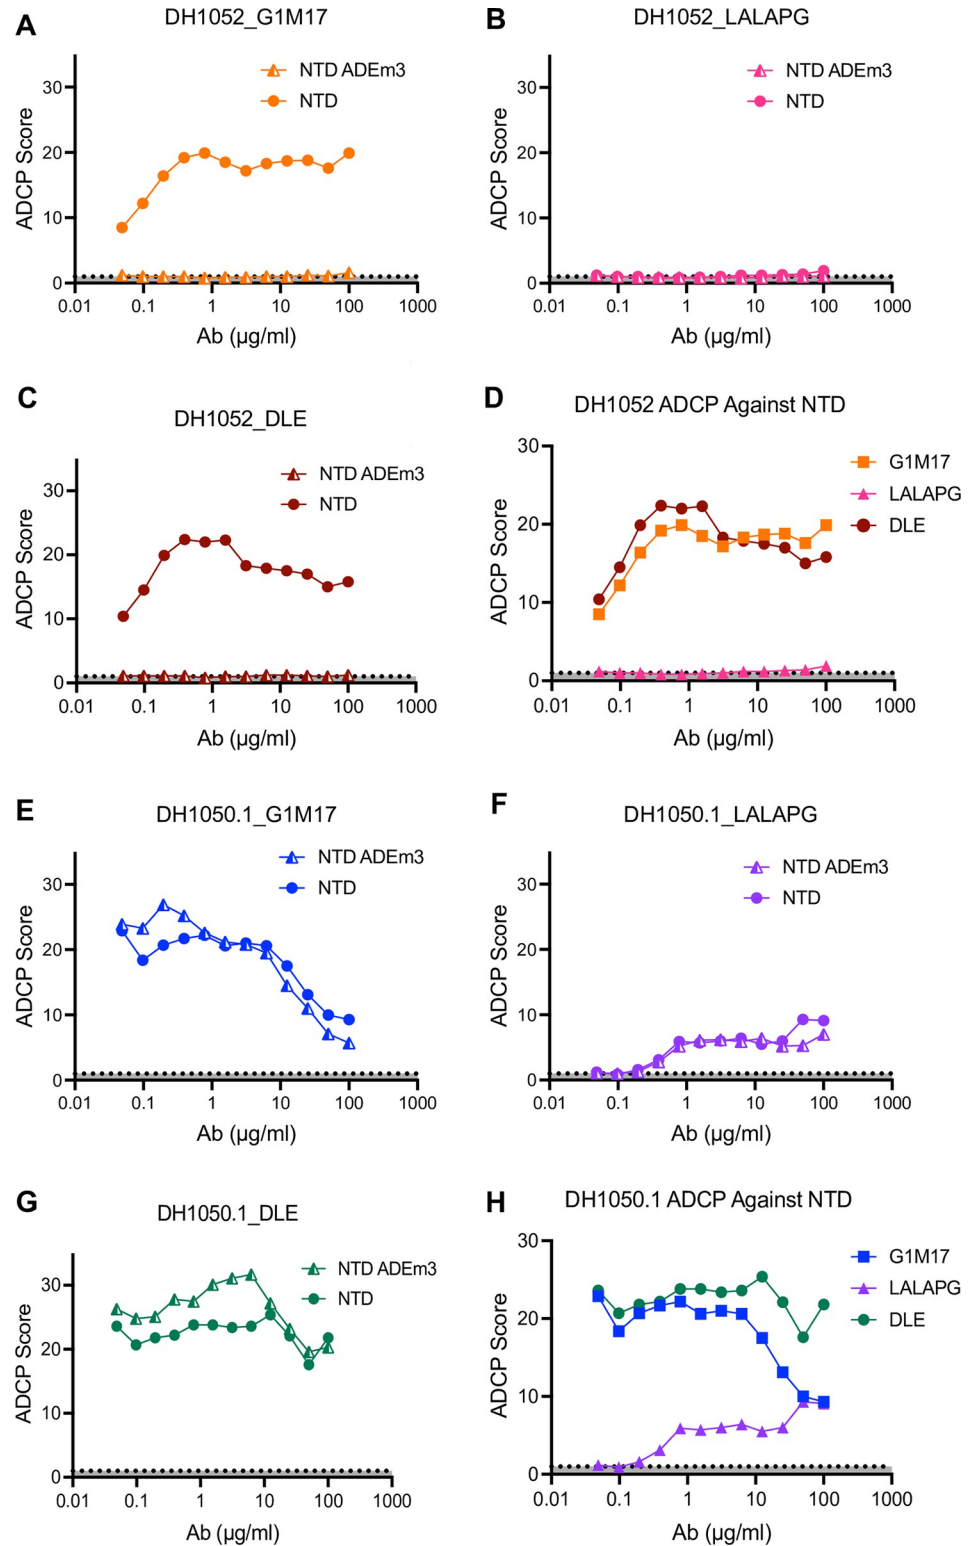 A
DH1052_G1M17
NTD ADEm3
NTD
ADCP Score
30
20
10
0
0.01 0.1 1 10 100 1000
Ab (µg/ml)
B
DH1052_LALAPG
NTD ADEm3
NTD
ADCP Score
30
20
10
0
0.01 0.1 1 10 100 1000
Ab (µg/ml)
C
DH1052_DLE
NTD ADEm3
NTD
ADCP Score
30
20
10
0
0.01 0.1 1 10 100 1000
Ab (µg/ml)
D
DH1052 ADCP Against NTD
G1M17
LALAPG
DLE
ADCP Score
30
20
10
0
0.01 0.1 1 10 100 1000
Ab (µg/ml)
E
DH1050.1_G1M17
NTD ADEm3
NTD
ADCP Score
30
20
10
0
0.01 0.1 1 10 100 1000
Ab (µg/ml)
F
DH1050.1_LALAPG
NTD ADEm3
NTD
ADCP Score
30
20
10
0
0.01 0.1 1 10 100 1000
Ab (µg/ml)
G
DH1050.1_DLE
NTD ADEm3
NTD
ADCP Score
30
20
10
0
0.01 0.1 1 10 100 1000
Ab (µg/ml)
H
DH1050.1 ADCP Against NTD
G1M17
LALAPG
DLE
ADCP Score
30
20
10
0
0.01 0.1 1 10 100 1000
Ab (µg/ml)